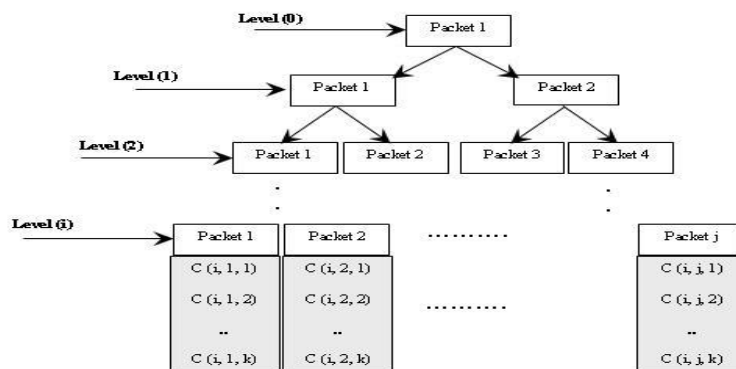 Level (0)
Packet 1
Level (1)
Packet 1 Packet 2
Level (2)
Packet 1 Packet 2 Packet 3 Packet 4
. .
. .
Level (i)
Packet 1 Packet 2 .......... Packet j
C (i, 1, 1) C (i, 2, 1) C (i, j, 1)
C (i, 1, 2) C (i, 2, 2) .......... C (i, j, 2)
.. .. ..
C (i, 1, k) C (i, 2, k) C (i, j, k)